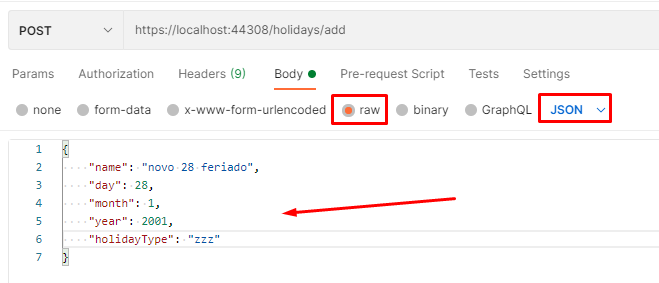 POST https://localhost:44308/holidays/add
Params Authorization Headers (9) Body Pre-request Script Tests Settings
none form-data x-www-form-urlencoded raw binary GraphQL JSON
1 {
2 "name": "novo 28 feriado",
3 "day": 28,
4 "month": 1,
5 "year": 2001,
6 "holidayType": "zzz"
7 }